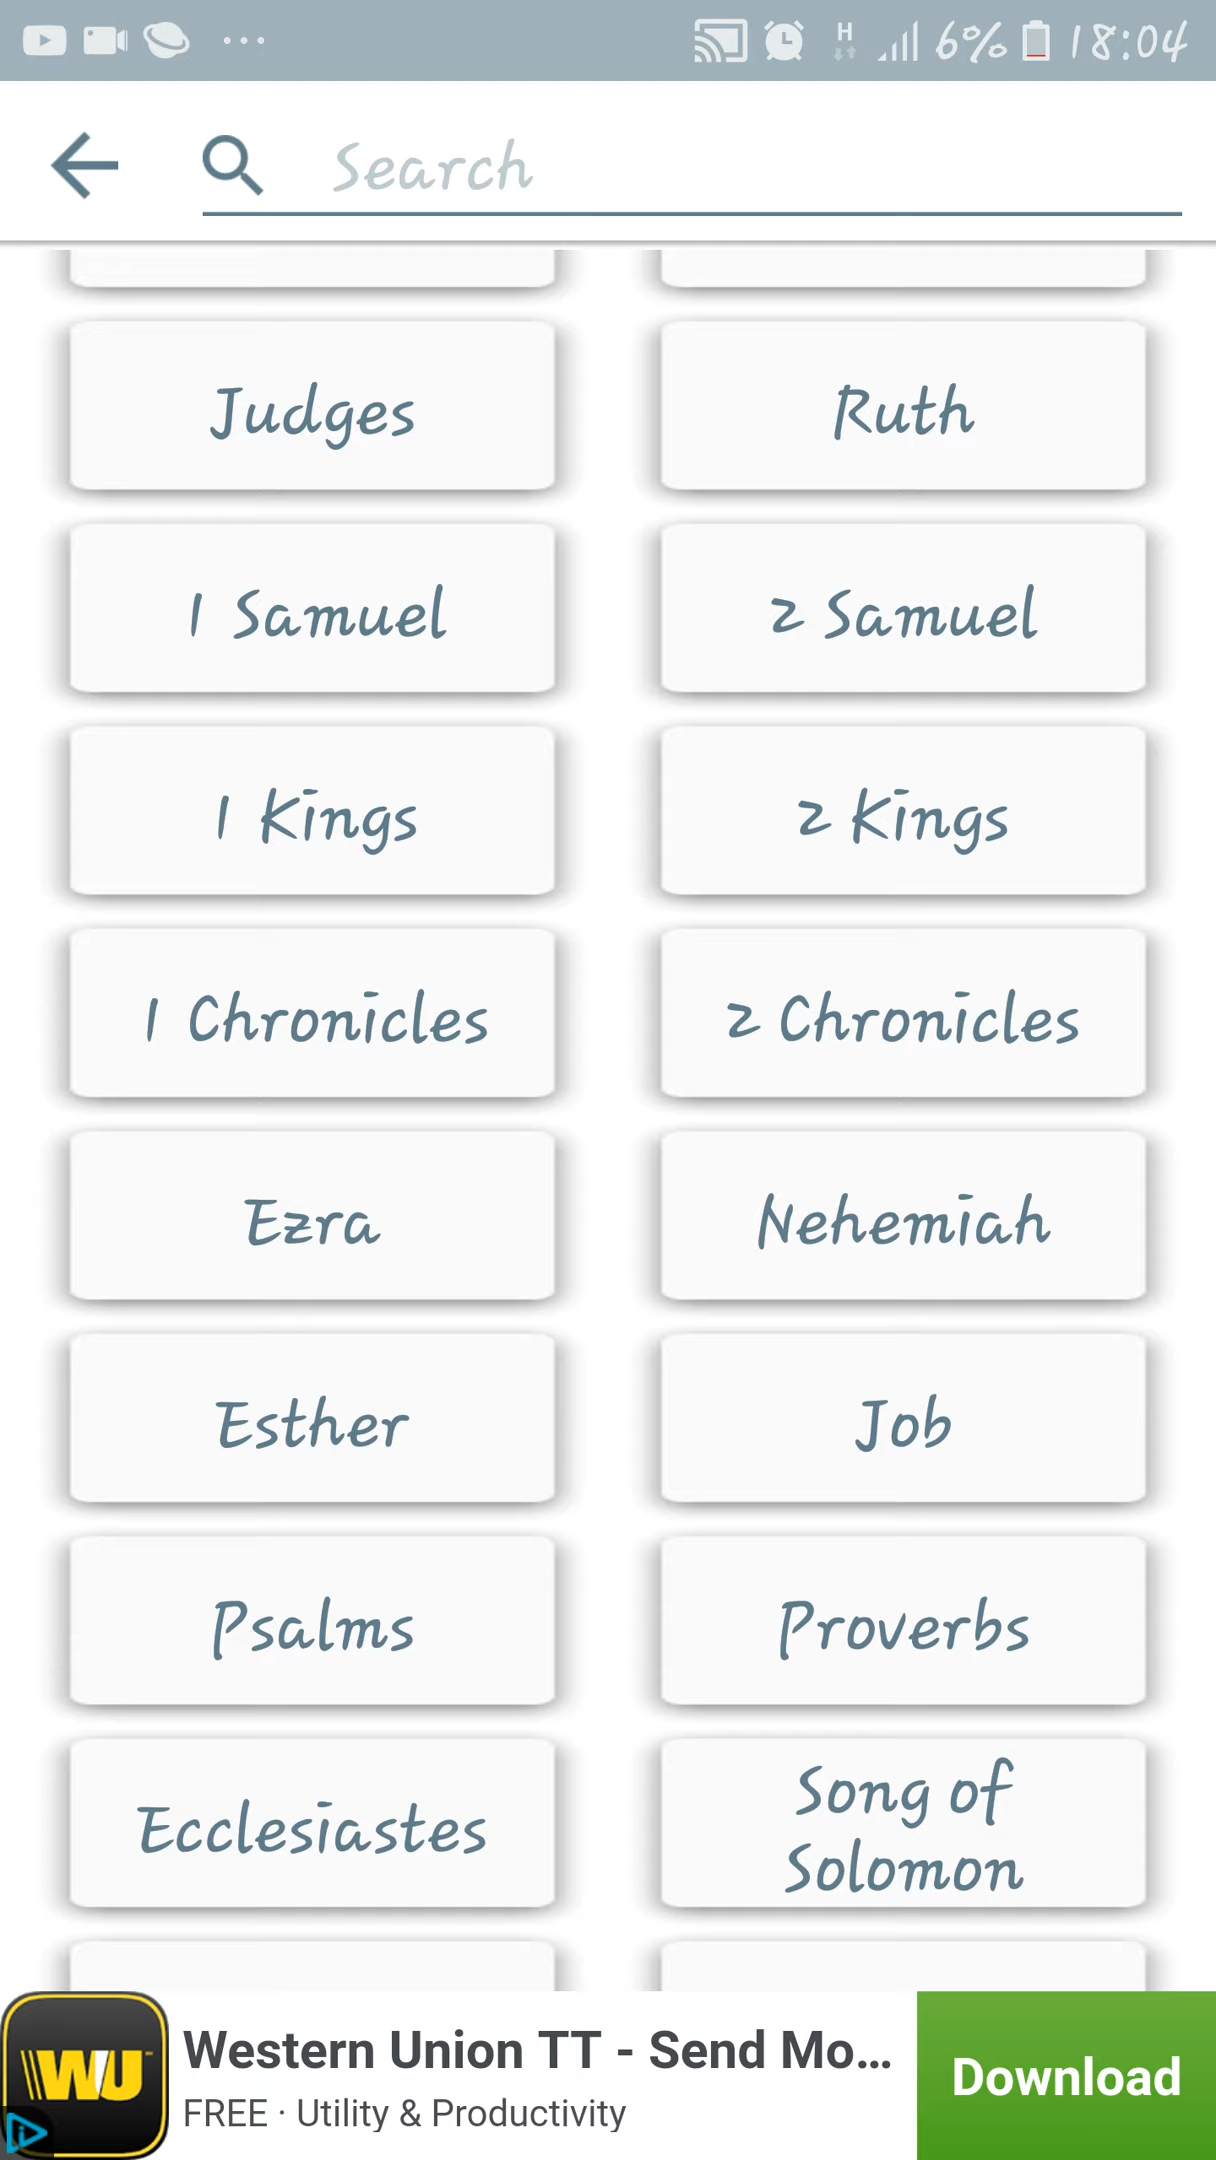 H 6% 18:04
Search
Judges
Ruth
1 Samuel
2 Samuel
1 Kings
2 Kings
1 Chronicles
2 Chronicles
Ezra
Nehemiah
Esther
Job
Psalms
Proverbs
Ecclesiastes
Song of
Solomon
WU
Western Union TT - Send Mo...
FREE · Utility & Productivity
Download